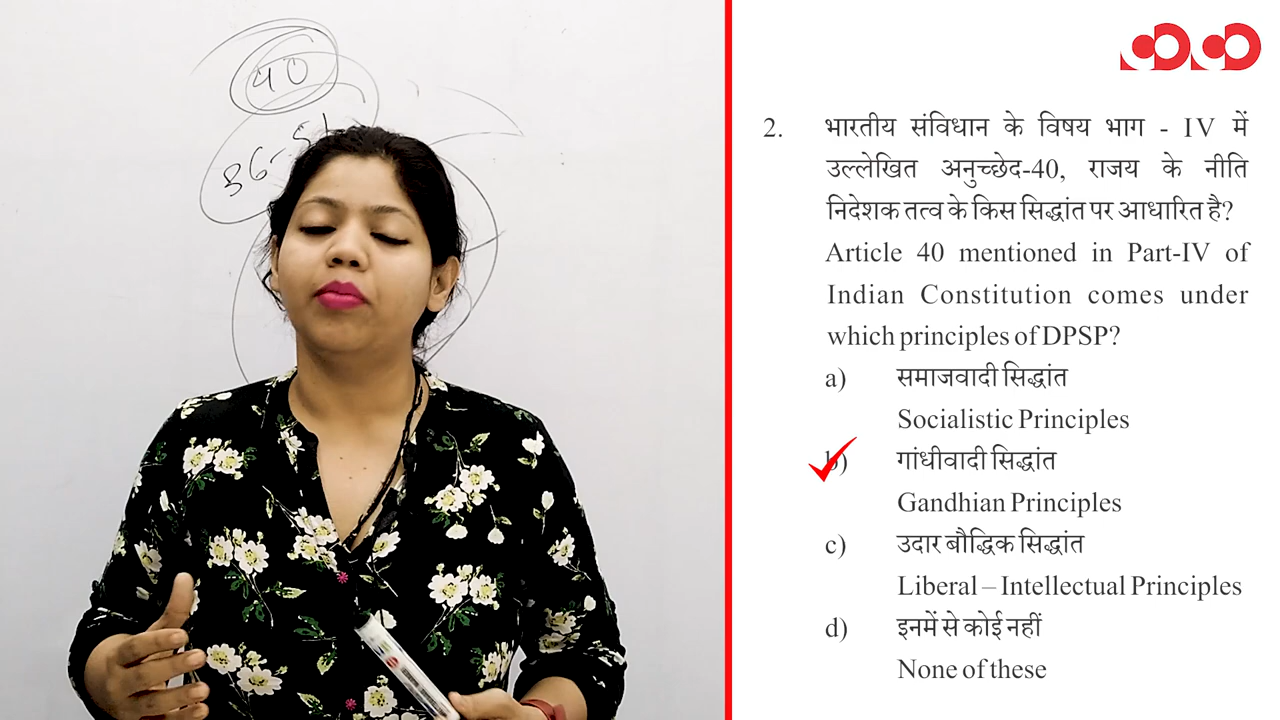 40
36-51
2. भारतीय संविधान के विषय भाग - IV में
उल्लेखित अनुच्छेद-40, राजय के नीति
निदेशक तत्व के किस सिद्धांत पर आधारित है?
Article 40 mentioned in Part-IV of
Indian Constitution comes under
which principles of DPSP?
a) समाजवादी सिद्धांत
Socialistic Principles
b) गांधीवादी सिद्धांत
Gandhian Principles
c) उदार बौद्धिक सिद्धांत
Liberal – Intellectual Principles
d) इनमें से कोई नहीं
None of these